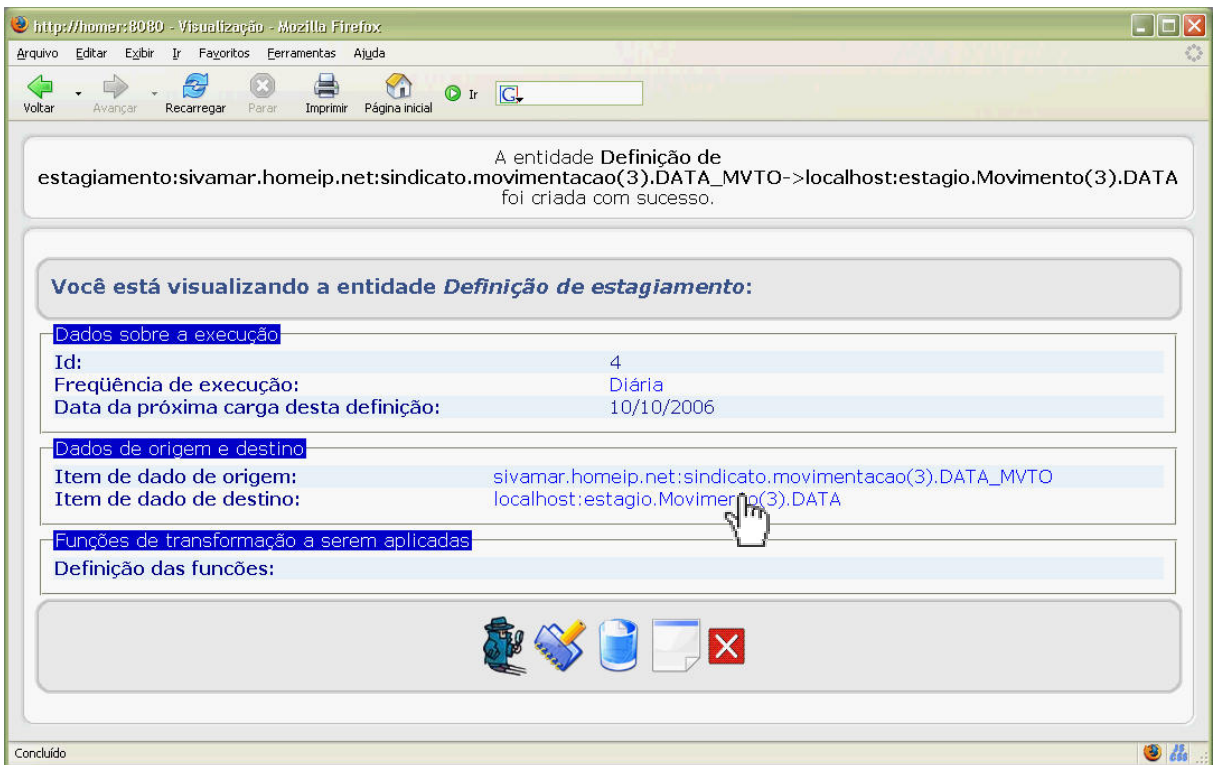 http://homer:8080 - Visualização - Mozilla Firefox
Arquivo Editar Exibir Ir Favoritos Ferramentas Ajuda
Voltar Avançar Recarregar Parar Imprimir Página inicial Ir G
A entidade Definição de
estagiamento:sivamar.homeip.net:sindicato.movimentacao(3).DATA_MVTO->localhost:estagio.Movimento(3).DATA
foi criada com sucesso.
Você está visualizando a entidade Definição de estagiamento:
Dados sobre a execução
Id: 4
Freqüência de execução: Diária
Data da próxima carga desta definição: 10/10/2006
Dados de origem e destino
Item de dado de origem: sivamar.homeip.net:sindicato.movimentacao(3).DATA_MVTO
Item de dado de destino: localhost:estagio.Movimento(3).DATA
Funções de transformação a serem aplicadas
Definição das funcões:
Concluído